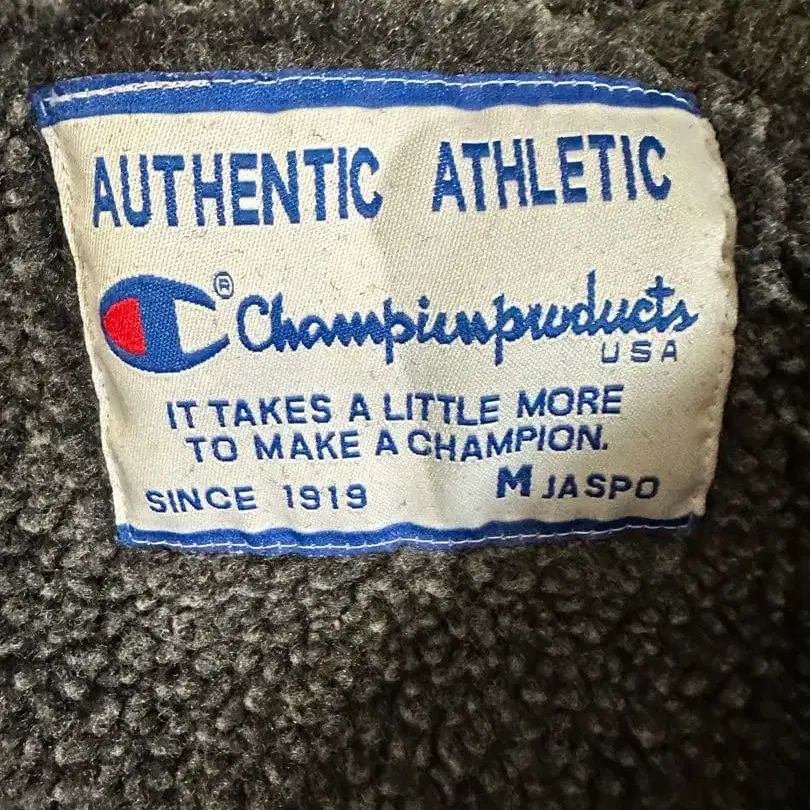 AUTHENTIC ATHLETIC
® Championproducts
USA
IT TAKES A LITTLE MORE
TO MAKE A CHAMPION.
SINCE 1919 M JASPO